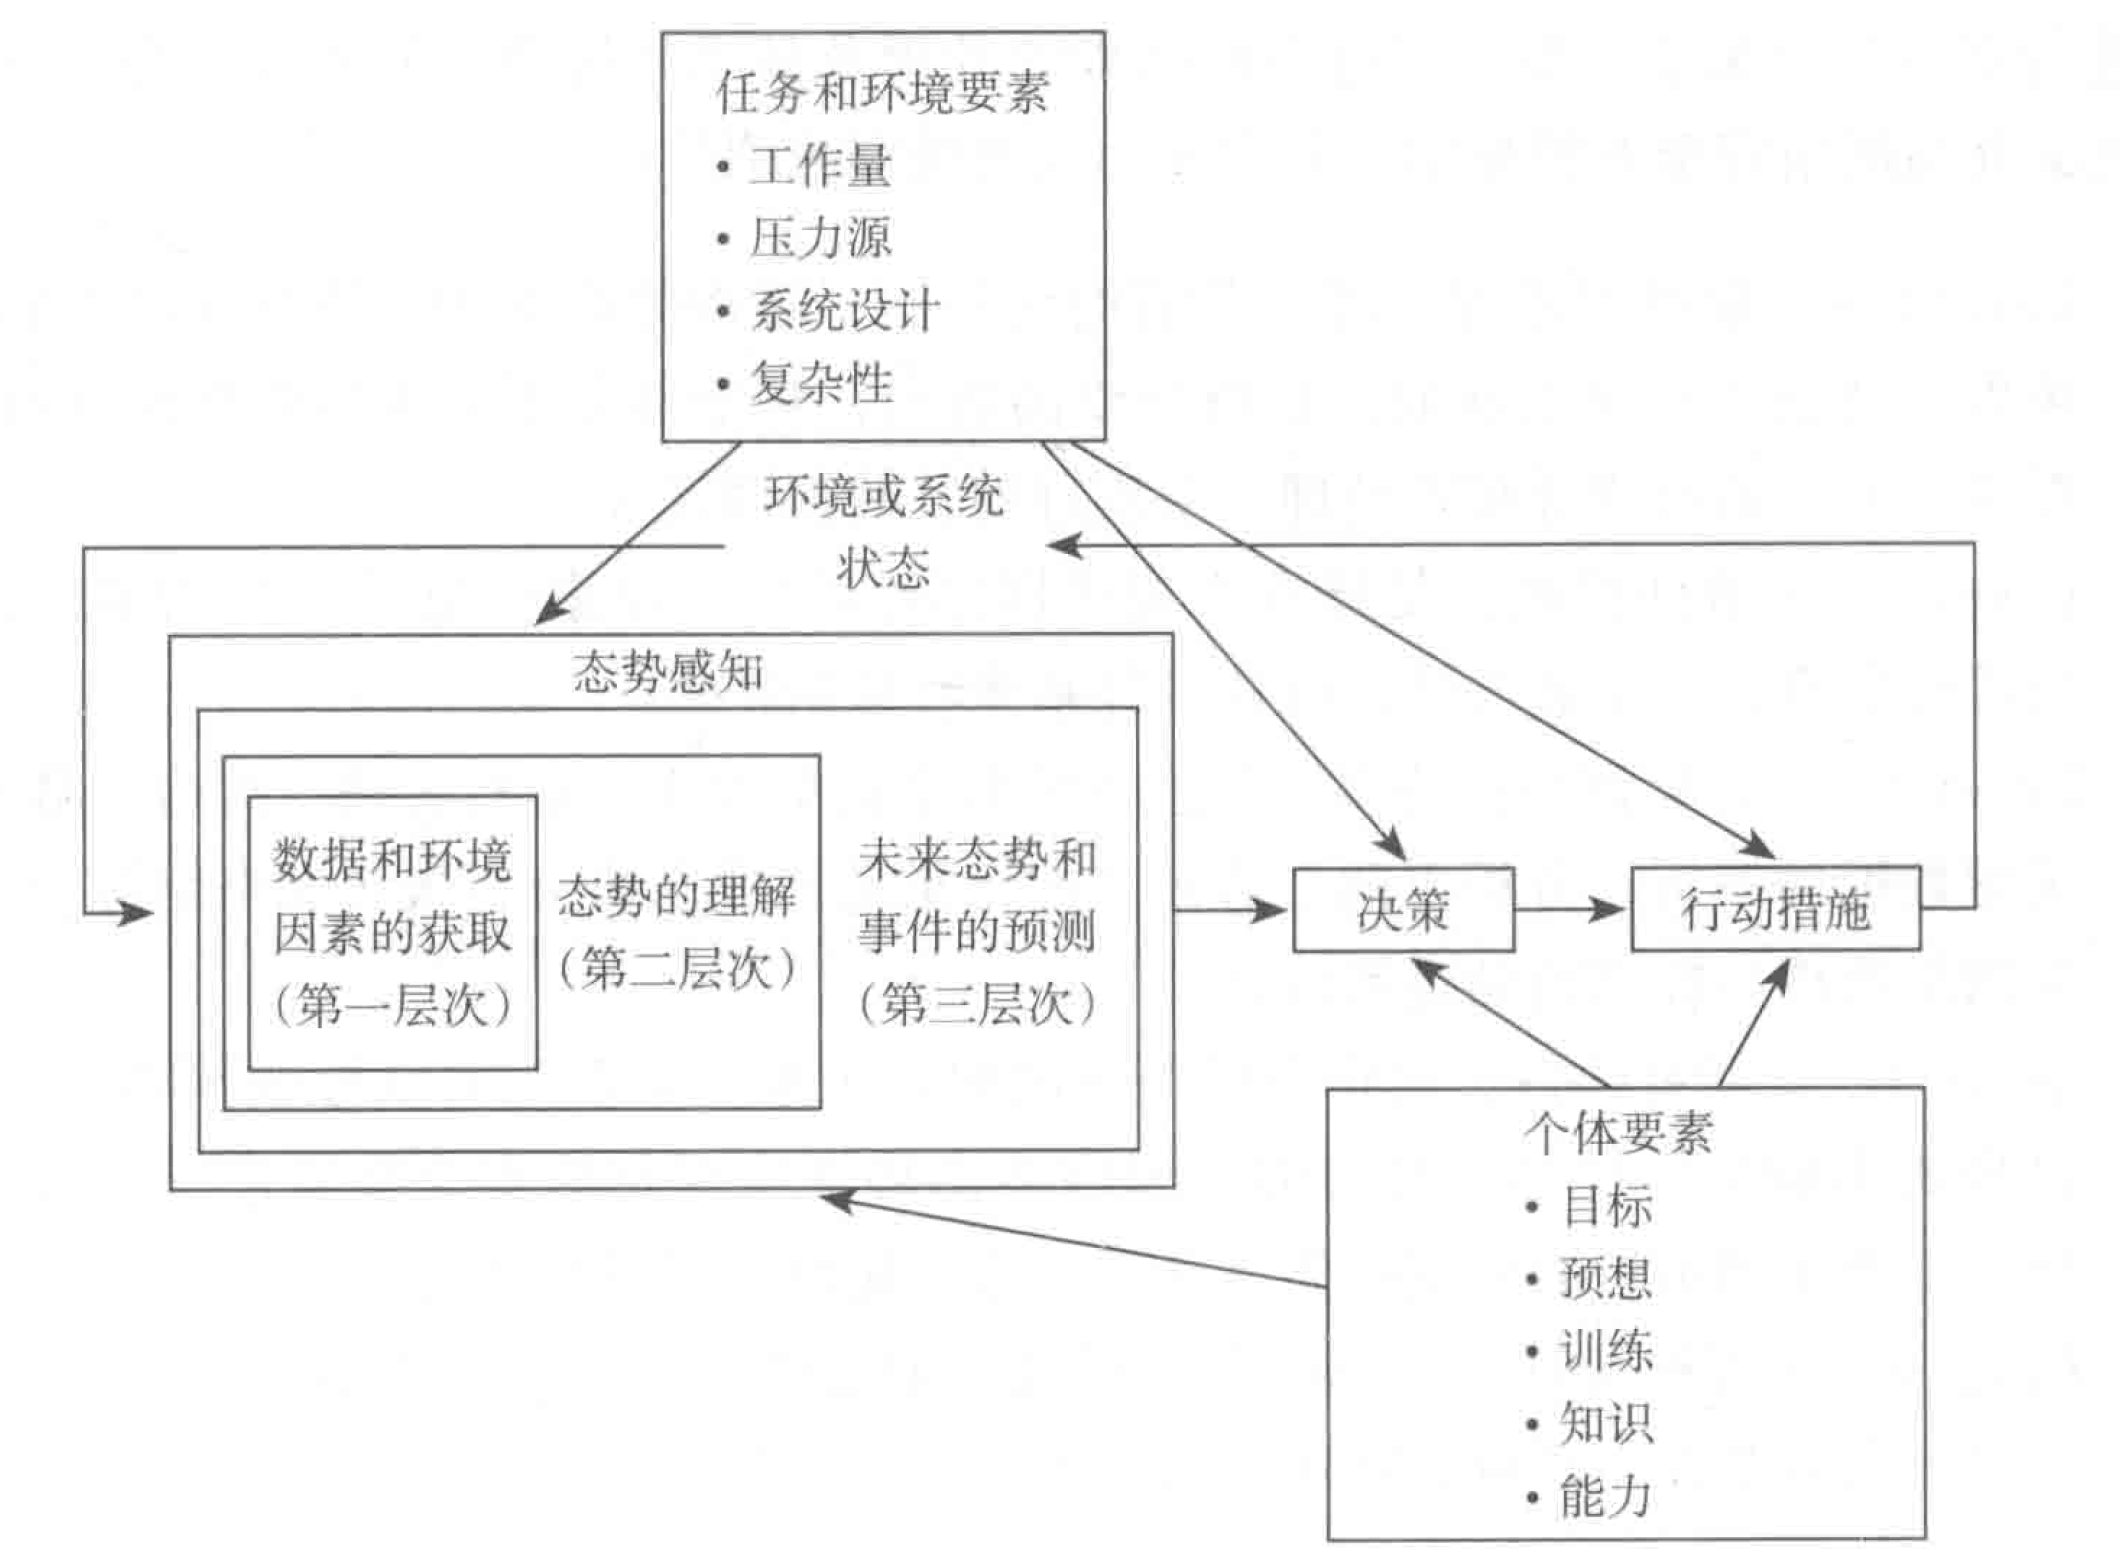 任务和环境要素
• 工作量
• 压力源
• 系统设计
• 复杂性
环境或系统
状态
态势感知
数据和环境
因素的获取
(第一层次)
态势的理解
(第二层次)
未来态势和
事件的预测
(第三层次)
决策
行动措施
个体要素
• 目标
• 预想
• 训练
• 知识
• 能力